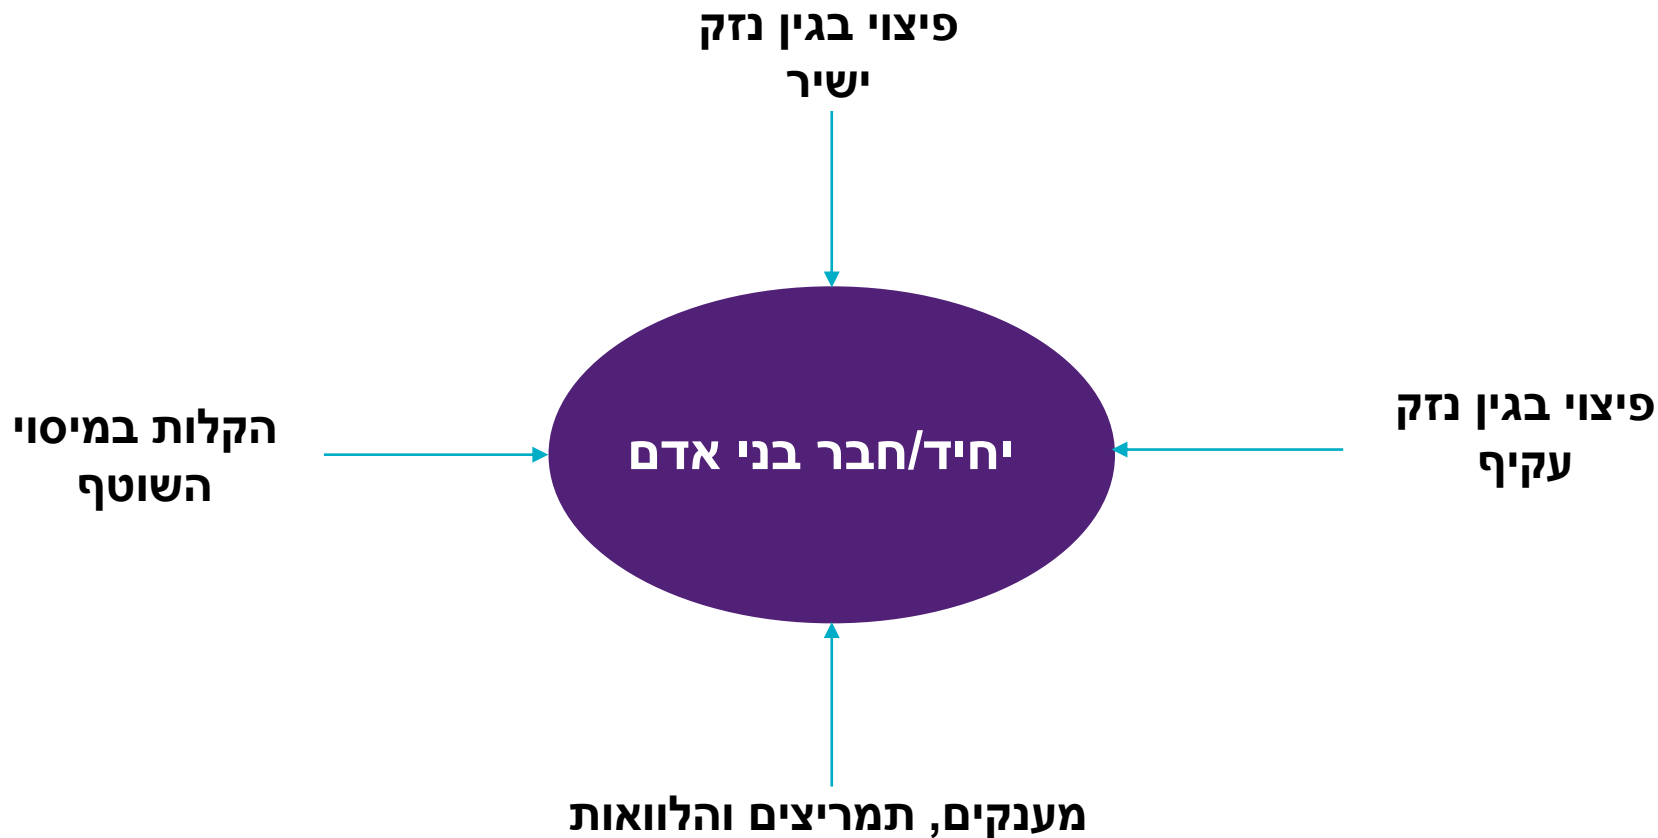 פיצוי בגין נזק
ישיר
פיצוי בגין נזק
עקיף
יחיד/חבר בני אדם
הקלות במיסוי
השוטף
מענקים, תמריצים והלוואות